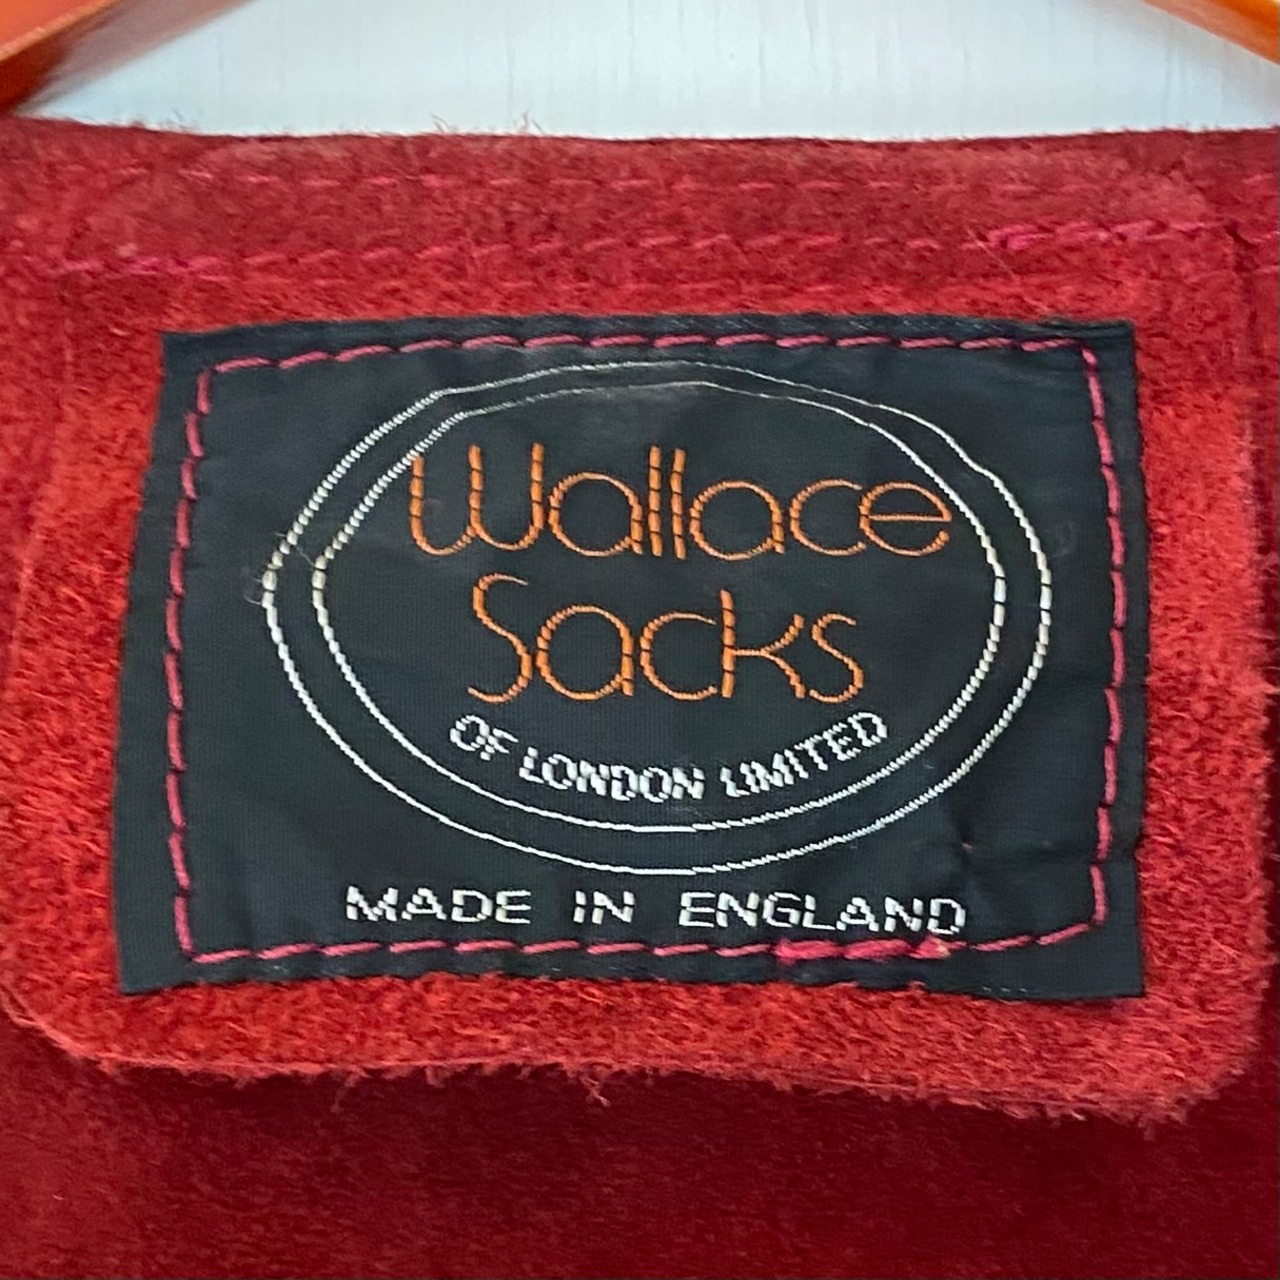 Wallace
Sacks
OF LONDON LIMITED
MADE IN ENGLAND